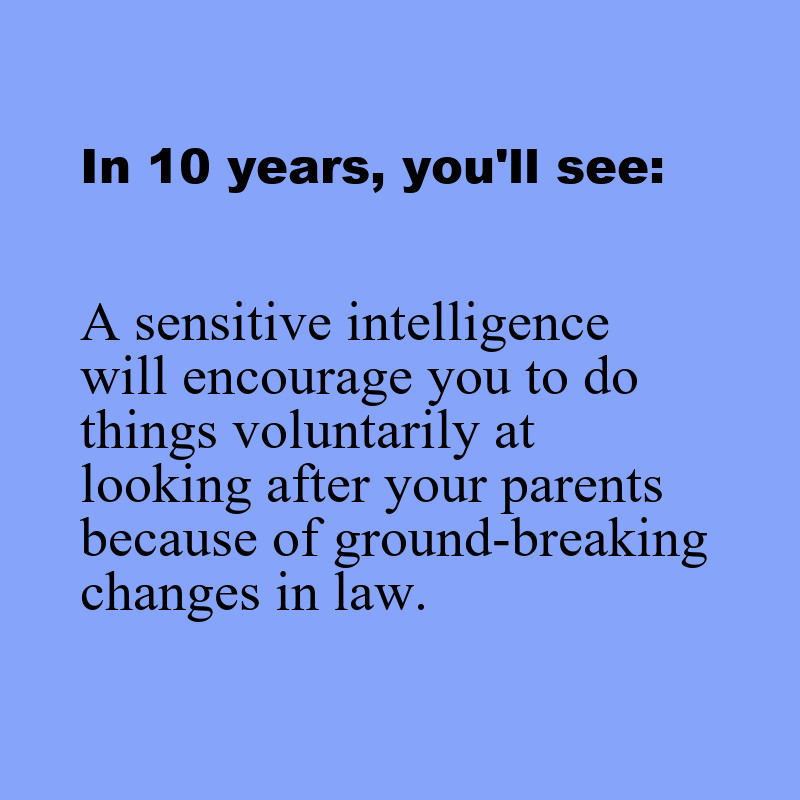 In 10 years, you'll see:
A sensitive intelligence
will encourage you to do
things voluntarily at
looking after your parents
because of ground-breaking
changes in law.